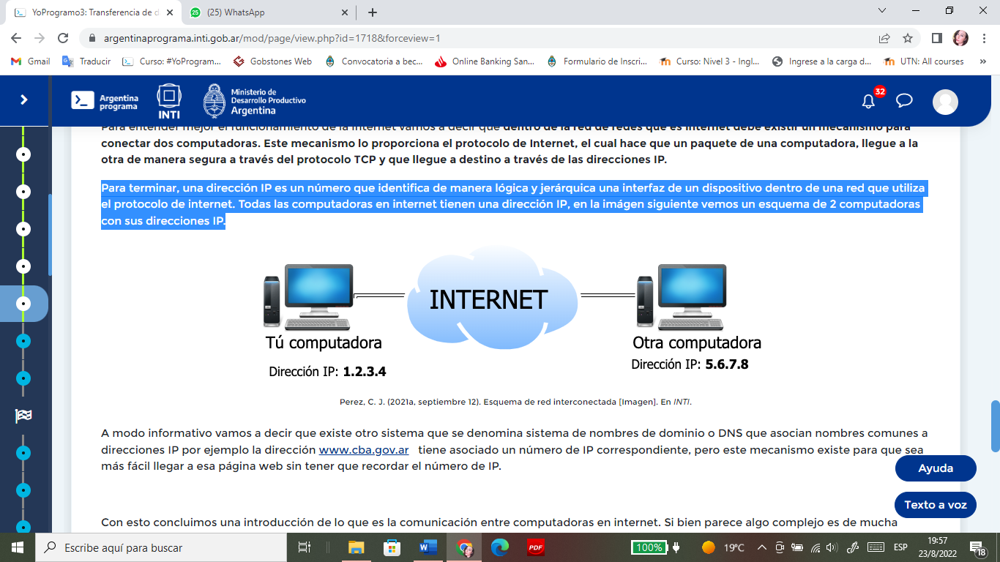 YoProgramo3: Transferencia de d
(25) WhatsApp
argentinaprograma.inti.gob.ar/mod/page/view.php?id=1718&forceview=1
Gmail
Traducir
Curso: #YoProgram...
Gobstones Web
Convocatoria a bec...
Online Banking San...
Formulario de Inscri...
Curso: Nivel 3 - Ingl...
Ingrese a la carga d...
UTN: All courses
»
Argentina
programa
INTI
Ministerio de
Desarrollo Productivo
Argentina
32
Para entender mejor el funcionamiento de la Internet vamos a decir que dentro de la red de redes que es Internet debe existir un mecanismo para
conectar dos computadoras. Este mecanismo lo proporciona el protocolo de Internet, el cual hace que un paquete de una computadora, llegue a la
otra de manera segura a través del protocolo TCP y que llegue a destino a través de las direcciones IP.
Para terminar, una dirección IP es un número que identifica de manera lógica y jerárquica una interfaz de un dispositivo dentro de una red que utiliza
el protocolo de internet. Todas las computadoras en internet tienen una dirección IP, en la imágen siguiente vemos un esquema de 2 computadoras
con sus direcciones IP.
INTERNET
Tú computadora
Dirección IP: 1.2.3.4
Otra computadora
Dirección IP: 5.6.7.8
Perez, C. J. (2021a, septiembre 12). Esquema de red interconectada [Imagen]. En INTI.
A modo informativo vamos a decir que existe otro sistema que se denomina sistema de nombres de dominio o DNS que asocian nombres comunes a
direcciones IP por ejemplo la dirección www.cba.gov.ar tiene asociado un número de IP correspondiente, pero este mecanismo existe para que sea
más fácil llegar a esa página web sin tener que recordar el número de IP.
Ayuda
Texto a voz
Con esto concluimos una introducción de lo que es la comunicación entre computadoras en internet. Si bien parece algo complejo es de mucha
Escribe aquí para buscar
PDF
100%
19°C
ESP
19:57
23/8/2022
18